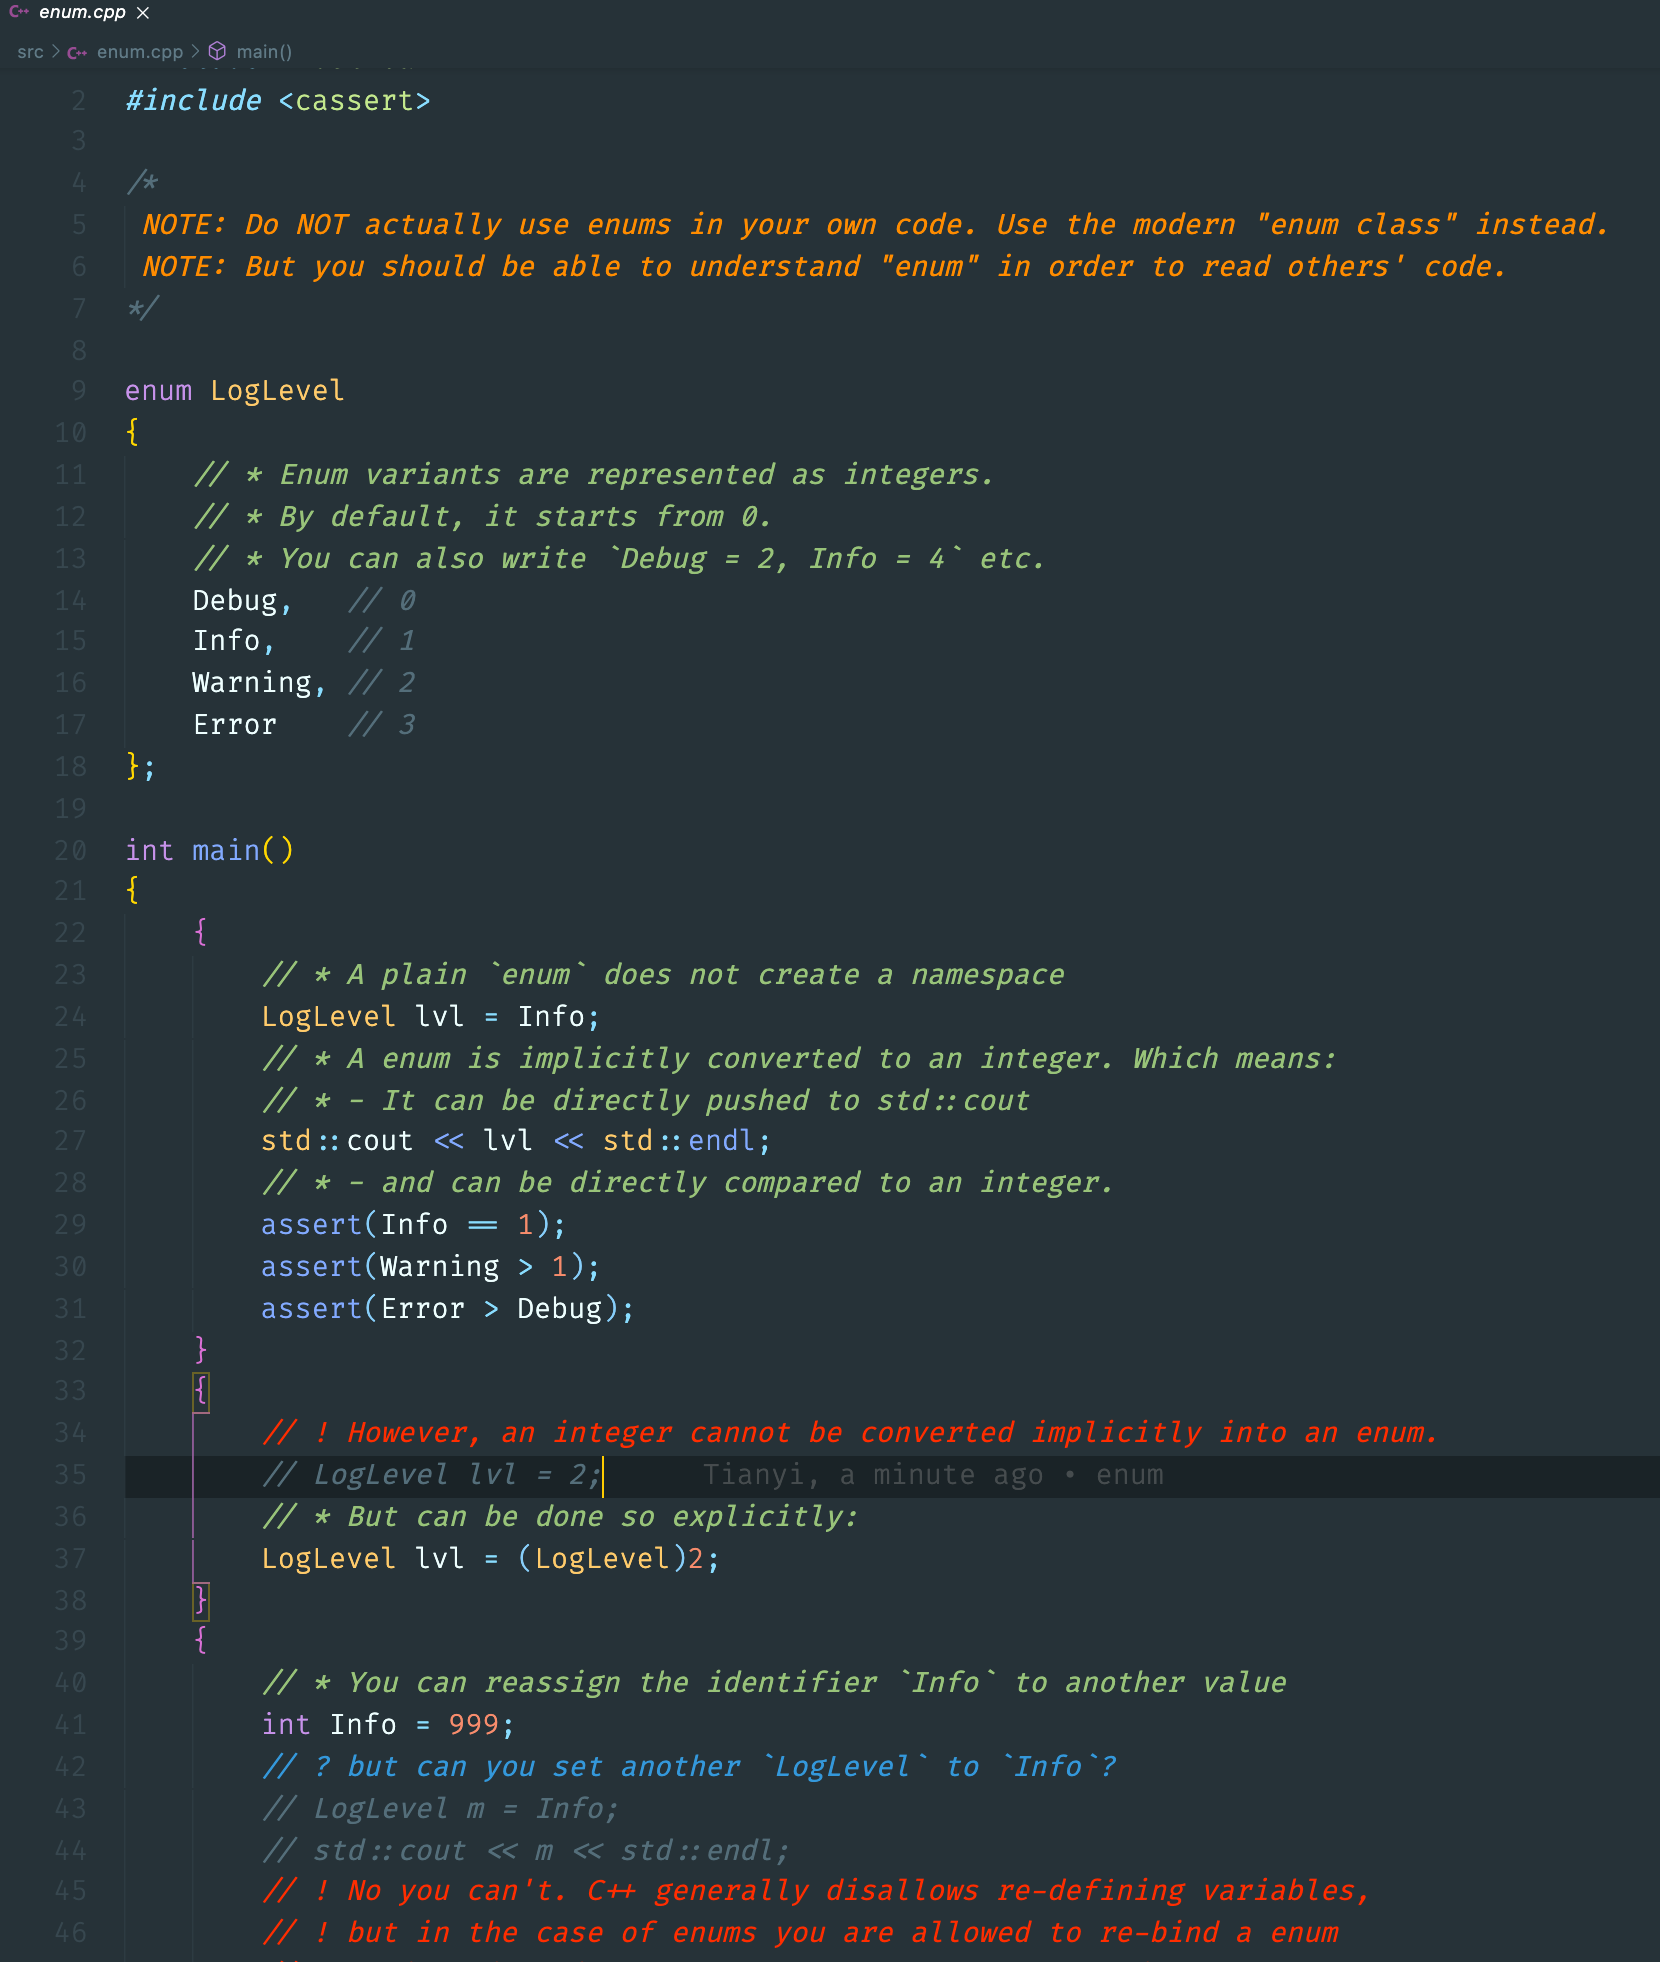 enum.cpp
src > enum.cpp > main()
2 #include <cassert>
3
4 /*
5 NOTE: Do NOT actually use enums in your own code. Use the modern "enum class" instead.
6 NOTE: But you should be able to understand "enum" in order to read others' code.
7 */
8
9 enum LogLevel
10 {
11     // * Enum variants are represented as integers.
12     // * By default, it starts from 0.
13     // * You can also write `Debug = 2, Info = 4` etc.
14     Debug,   // 0
15     Info,    // 1
16     Warning, // 2
17     Error    // 3
18 };
19
20 int main()
21 {
22     {
23         // * A plain `enum` does not create a namespace
24         LogLevel lvl = Info;
25         // * A enum is implicitly converted to an integer. Which means:
26         // * - It can be directly pushed to std::cout
27         std::cout << lvl << std::endl;
28         // * - and can be directly compared to an integer.
29         assert(Info == 1);
30         assert(Warning > 1);
31         assert(Error > Debug);
32     }
33     {
34         // ! However, an integer cannot be converted implicitly into an enum.
35         // LogLevel lvl = 2;      Tianyi, a minute ago • enum
36         // * But can be done so explicitly:
37         LogLevel lvl = (LogLevel)2;
38     }
39     {
40         // * You can reassign the identifier `Info` to another value
41         int Info = 999;
42         // ? but can you set another `LogLevel` to `Info`?
43         // LogLevel m = Info;
44         // std::cout << m << std::endl;
45         // ! No you can't. C++ generally disallows re-defining variables,
46         // ! but in the case of enums you are allowed to re-bind a enum